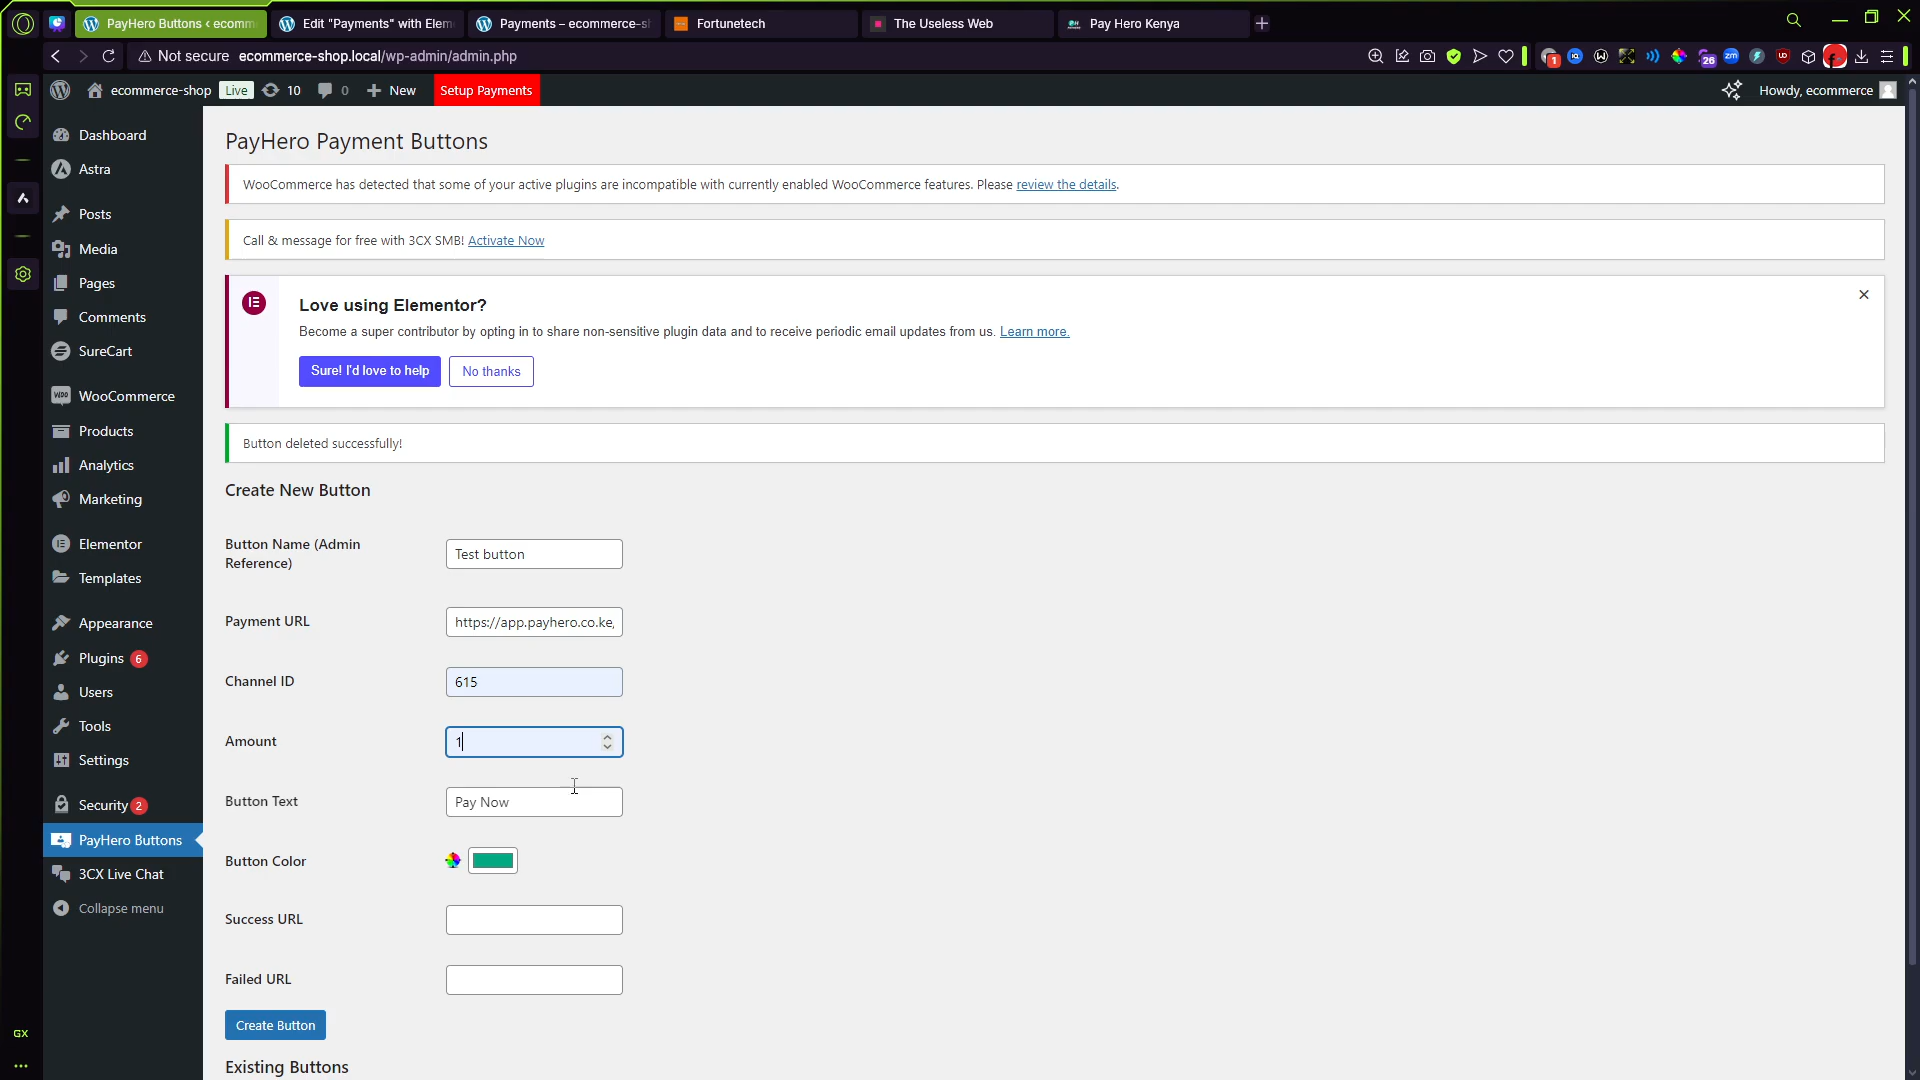 PayHero Buttons ‹ ecomm
Edit "Payments" with Elem
Payments – ecommerce-s
Fortunetech
The Useless Web
Pay Hero Kenya
Not secure ecommerce-shop.local/wp-admin/admin.php
1
26
zm
ecommerce-shop Live 10 0 New Setup Payments
Howdy, ecommerce
Dashboard
Astra
Posts
Media
Pages
Comments
SureCart
WooCommerce
Products
Analytics
Marketing
Elementor
Templates
Appearance
Plugins 6
Users
Tools
Settings
Security 2
PayHero Buttons
3CX Live Chat
Collapse menu
GX
PayHero Payment Buttons
WooCommerce has detected that some of your active plugins are incompatible with currently enabled WooCommerce features. Please review the details.
Call & message for free with 3CX SMB! Activate Now
Love using Elementor?
Become a super contributor by opting in to share non-sensitive plugin data and to receive periodic email updates from us. Learn more.
Sure! I'd love to help
No thanks
Button deleted successfully!
Create New Button
Button Name (Admin
Reference)
Test button
Payment URL
https://app.payhero.co.ke,
Channel ID
615
Amount
1
Button Text
Pay Now
Button Color
Success URL
Failed URL
Create Button
Existing Buttons